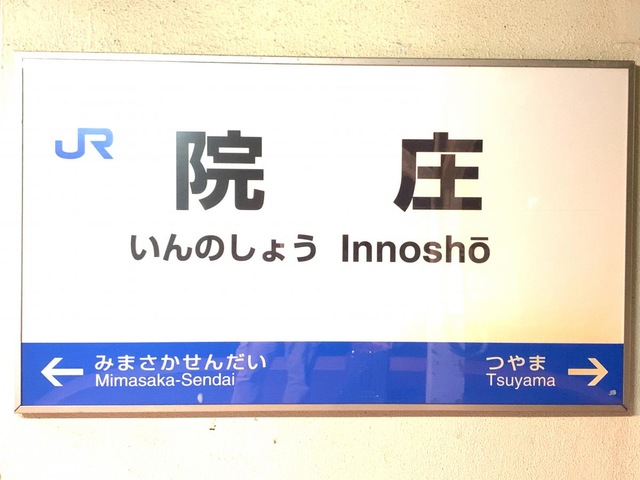 JR
院庄
いんのしょう Innoshō
← みまさかせんだい
Mimasaka-Sendai
つやま →
Tsuyama